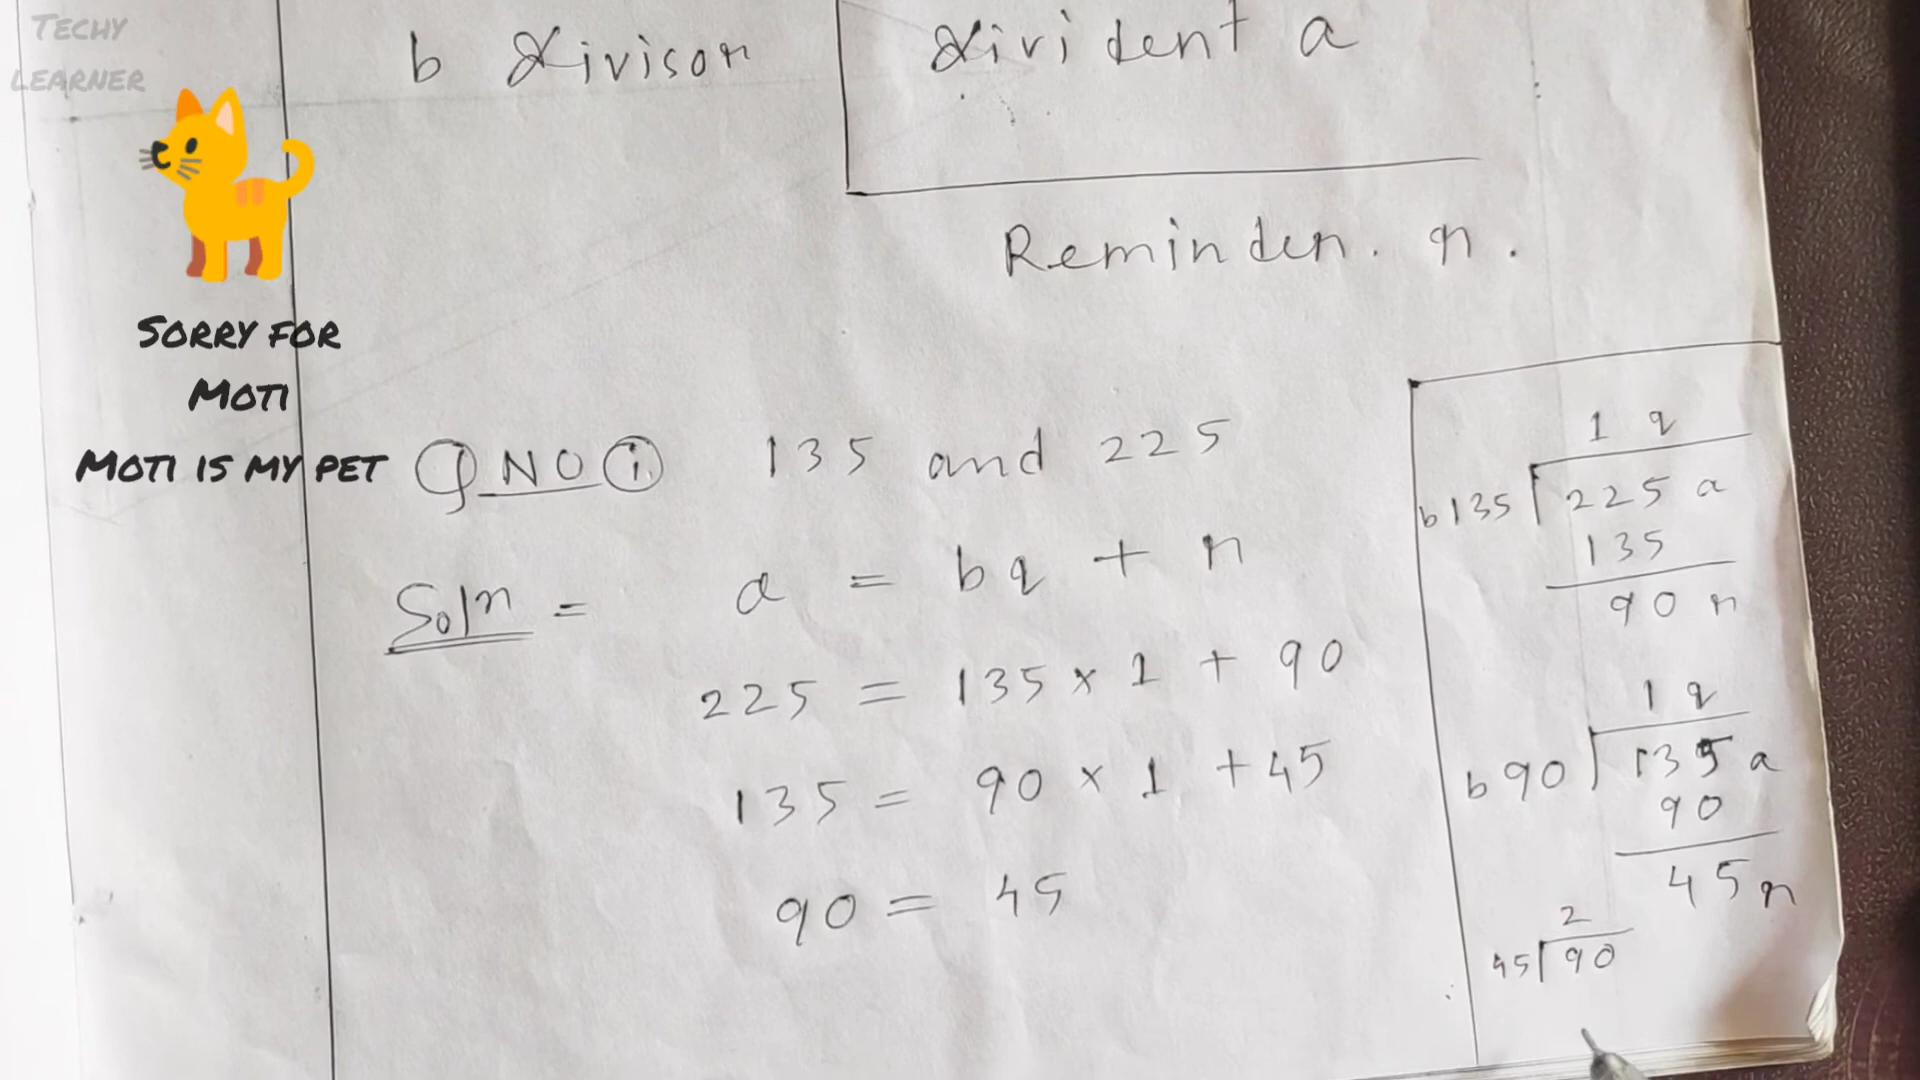 TECHY
LEARNER
b Divisor
Divident a
Reminder. r.
SORRY FOR
MOTI
MOTI IS MY PET
Q NO i 135 and 225
Soln = a = bq + r
225 = 135 × 1 + 90
135 = 90 × 1 + 45
90 = 45
1 q
b 135 225 a
135
90 r
1 q
b 90 135 a
90
45 r
2
45 90